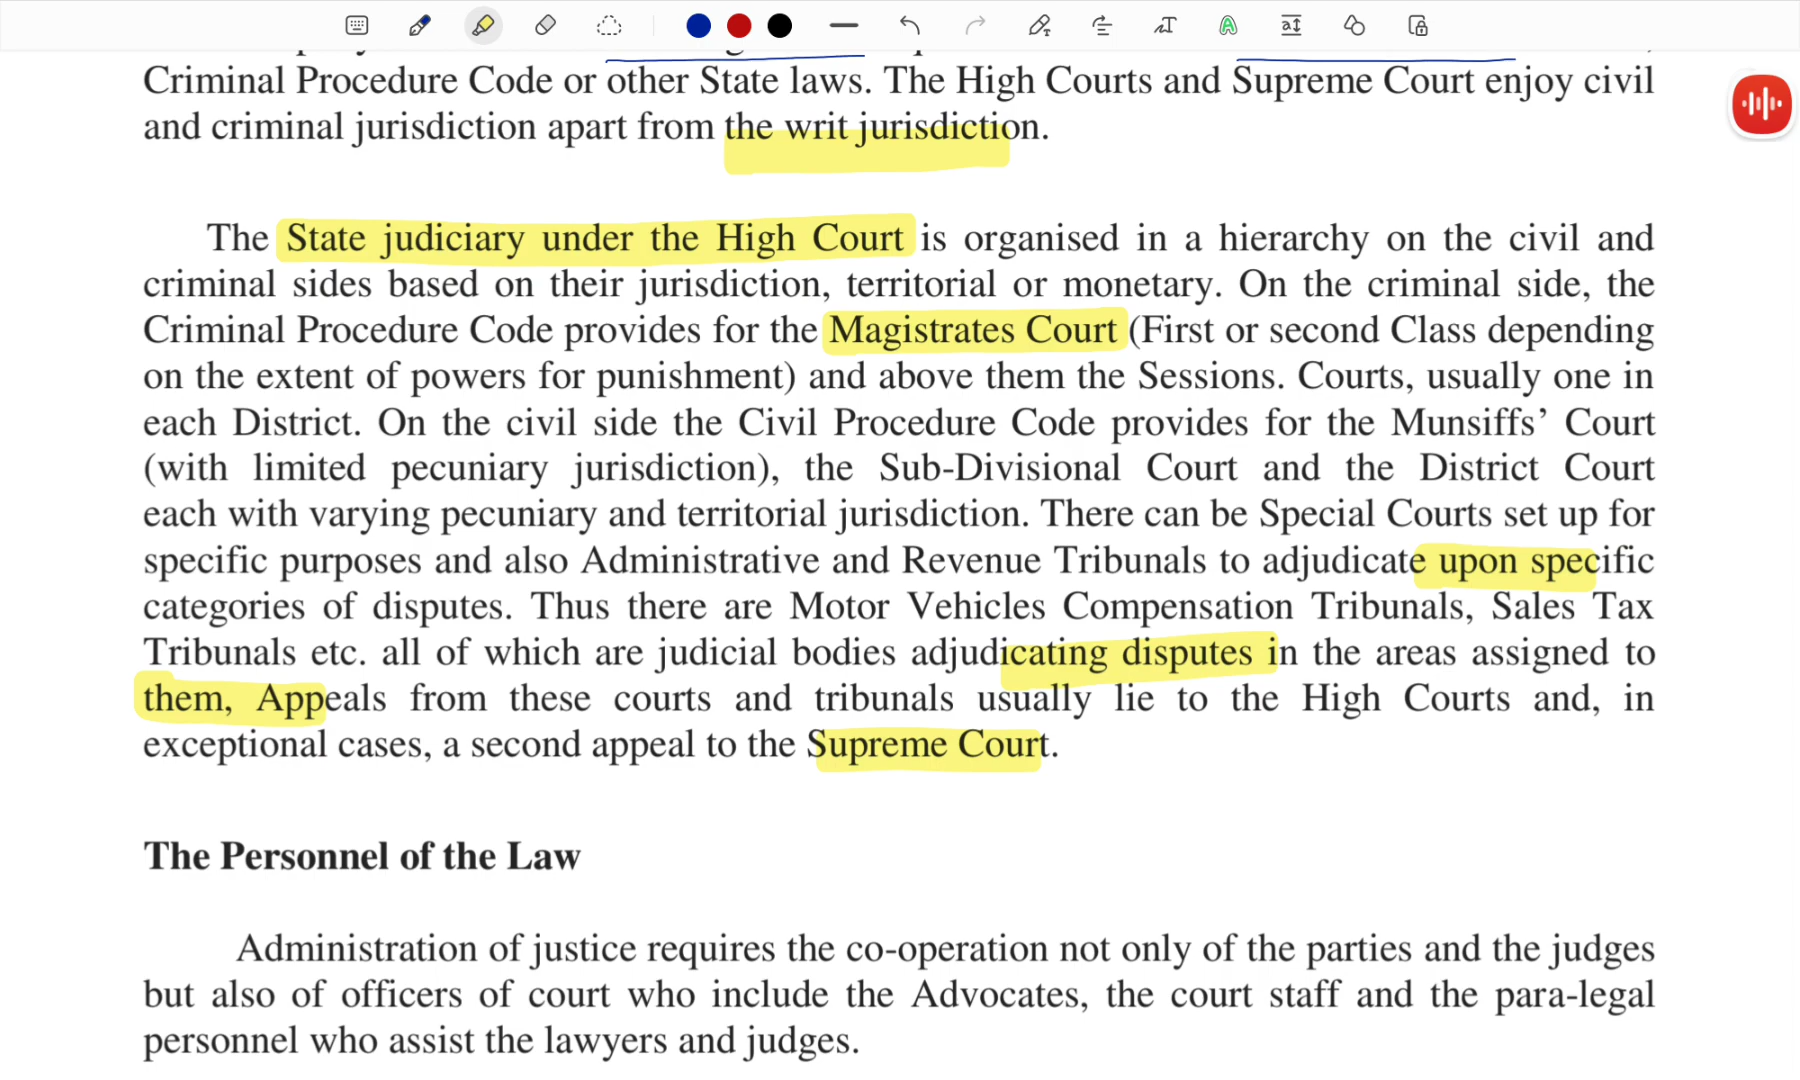 Criminal Procedure Code or other State laws. The High Courts and Supreme Court enjoy civil
and criminal jurisdiction apart from the writ jurisdiction.
The State judiciary under the High Court is organised in a hierarchy on the civil and
criminal sides based on their jurisdiction, territorial or monetary. On the criminal side, the
Criminal Procedure Code provides for the Magistrates Court (First or second Class depending
on the extent of powers for punishment) and above them the Sessions. Courts, usually one in
each District. On the civil side the Civil Procedure Code provides for the Munsiffs’ Court
(with limited pecuniary jurisdiction), the Sub-Divisional Court and the District Court
each with varying pecuniary and territorial jurisdiction. There can be Special Courts set up for
specific purposes and also Administrative and Revenue Tribunals to adjudicate upon specific
categories of disputes. Thus there are Motor Vehicles Compensation Tribunals, Sales Tax
Tribunals etc. all of which are judicial bodies adjudicating disputes in the areas assigned to
them, Appeals from these courts and tribunals usually lie to the High Courts and, in
exceptional cases, a second appeal to the Supreme Court.
The Personnel of the Law
Administration of justice requires the co-operation not only of the parties and the judges
but also of officers of court who include the Advocates, the court staff and the para-legal
personnel who assist the lawyers and judges.